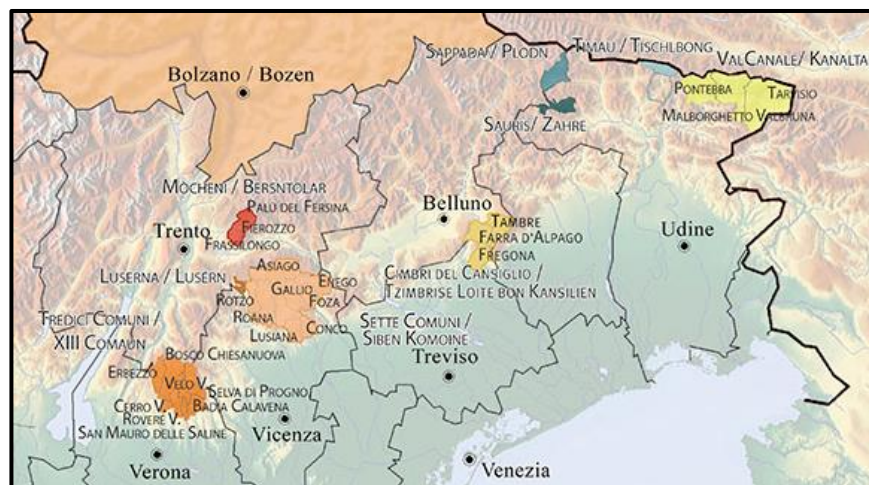 SAPPADA / PLODN
TIMAU / TISCHLBONG
VALCANALE / KANALTA
Bolzano / Bozen
PONTEBBA
TARVISIO
MALBORGHETTO VALBRUNA
SAURIS / ZAHRE
MÒCHENI / BERSNTOLAR
PALÙ DEL FERSINA
FIEROZZO
FRASSILONGO
Trento
Belluno
TAMBRE
FARRA D'ALPAGO
FREGONA
Udine
ASIAGO
LUSERNA / LUSÉRN
GALLIO
ENEGO
ROTZO
FOZA
ROANA
CIMBRI DEL CANSIGLIO /
TZIMBRISE LOITE BON KANSILIEN
TREDICI COMUNI /
XIII COMAUN
LUSIANA
CONCO
SETTE COMUNI /
SIBEN KOMOINE
BOSCO CHIESANUOVA
Treviso
ERBEZZO
VELO V.
SELVA DI PROGNO
CERRO V.
BADIA CALAVENA
ROVERÈ V.
Vicenza
SAN MAURO DELLE SALINE
Verona
Venezia